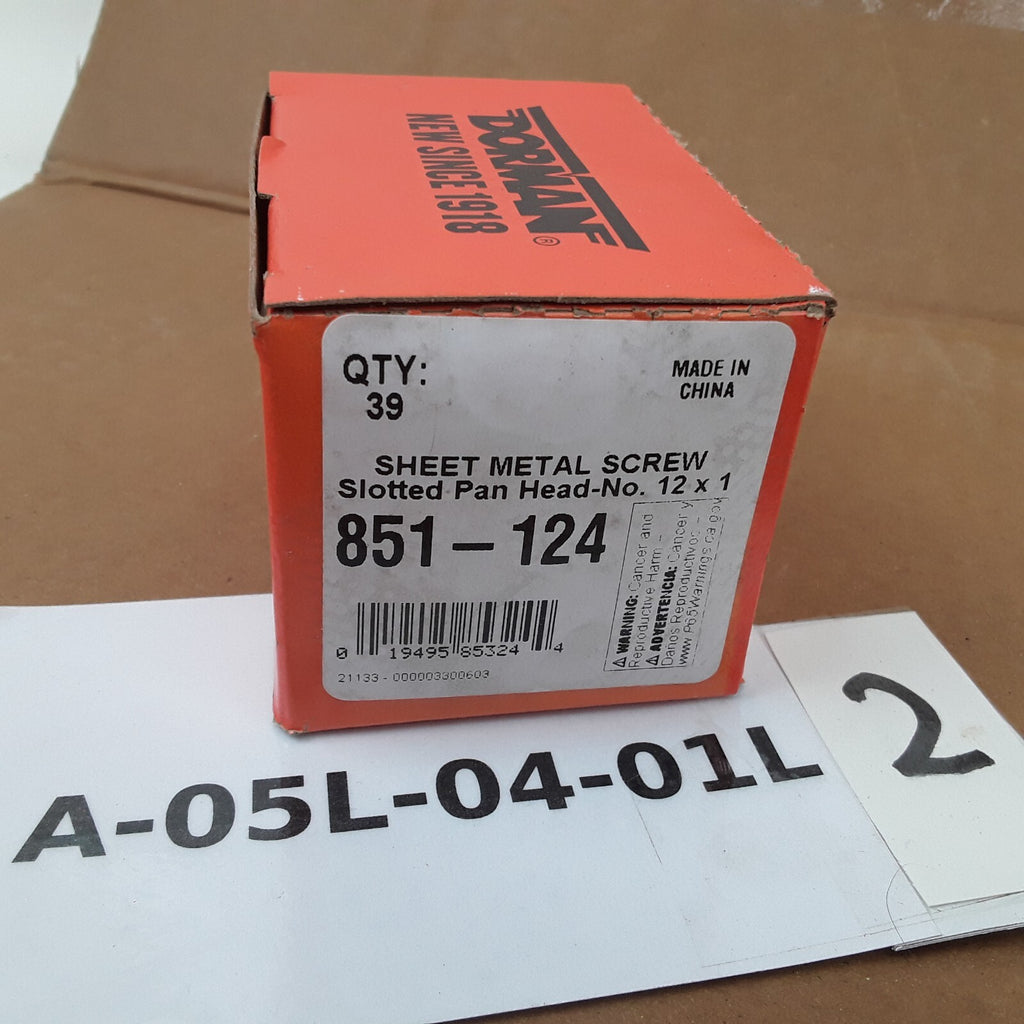 DORMAN®
NEW SINCE 1918
QTY:
39
MADE IN
CHINA
SHEET METAL SCREW
Slotted Pan Head-No. 12 x 1
851 - 124
⚠ WARNING: Cancer and
Reproductive Harm -
⚠ ADVERTENCIA: Cancer y
Danos Reproductivos -
www.P65Warnings.ca.gov
0 19495 85324 4
21133 - 000003300603
A-05L-04-01L
2